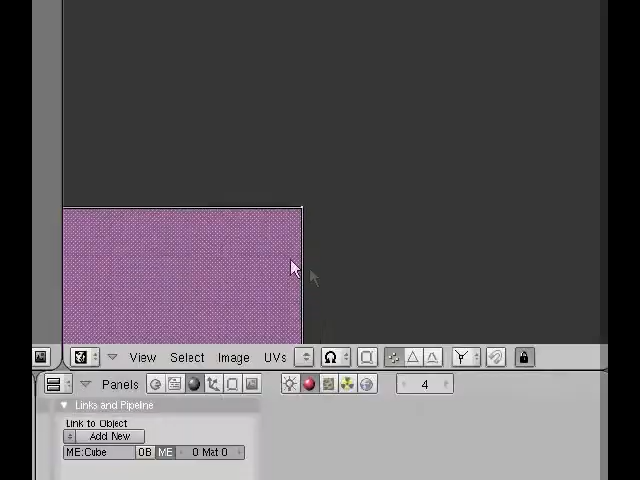 View Select Image UVs
Panels 4
Links and Pipeline
Link to Object
Add New
ME:Cube OB ME 0 Mat 0